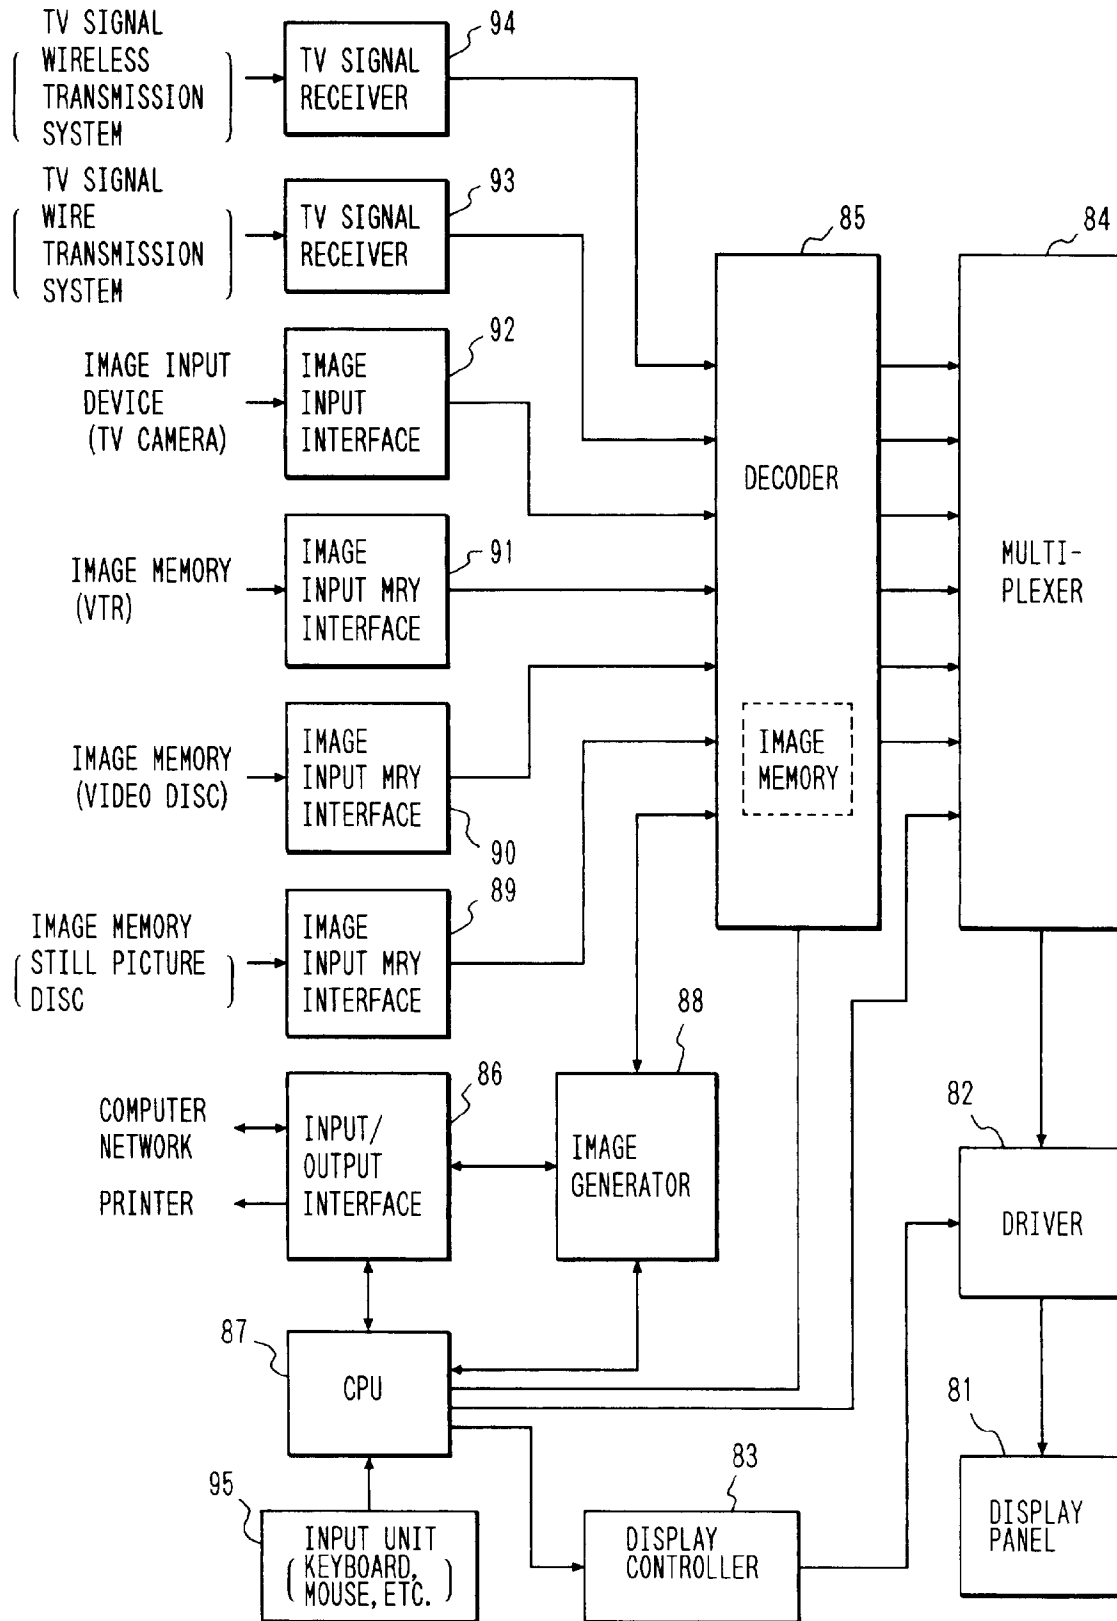 TV SIGNAL
WIRELESS
TRANSMISSION
SYSTEM
TV SIGNAL
RECEIVER
94
TV SIGNAL
WIRE
TRANSMISSION
SYSTEM
TV SIGNAL
RECEIVER
93
IMAGE INPUT
DEVICE
(TV CAMERA)
IMAGE
INPUT
INTERFACE
92
IMAGE MEMORY
(VTR)
IMAGE
INPUT MRY
INTERFACE
91
IMAGE MEMORY
(VIDEO DISC)
IMAGE
INPUT MRY
INTERFACE
90
IMAGE MEMORY
STILL PICTURE
DISC
IMAGE
INPUT MRY
INTERFACE
89
85
DECODER
IMAGE
MEMORY
84
MULTI-
PLEXER
COMPUTER
NETWORK
PRINTER
INPUT/
OUTPUT
INTERFACE
86
88
IMAGE
GENERATOR
82
DRIVER
87
CPU
81
DISPLAY
PANEL
95
INPUT UNIT
KEYBOARD,
MOUSE, ETC.
83
DISPLAY
CONTROLLER